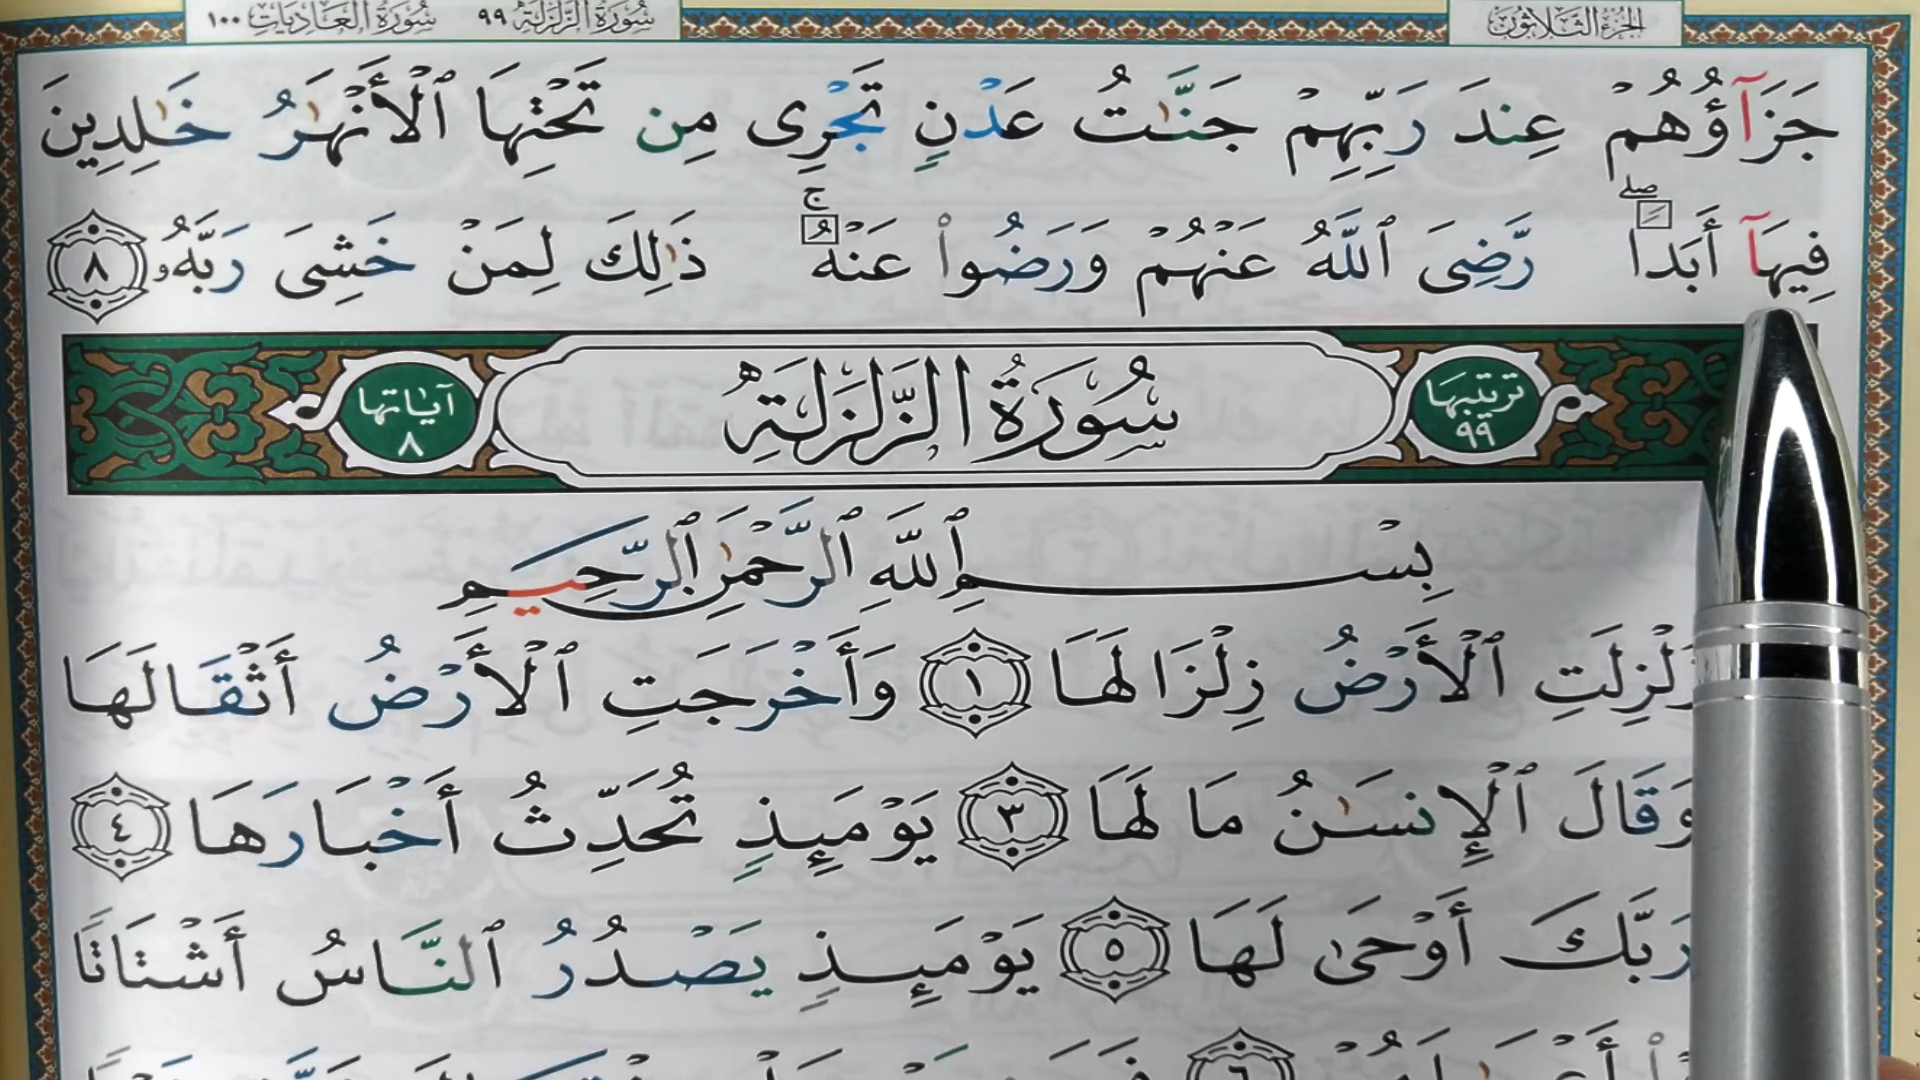 الجزء الثلاثون سورة الزلزلة ٩٩ سورة العاديات ١٠٠
جَزَآؤُهُمْ عِندَ رَبِّهِمْ جَنَّٰتُ عَدْنٍ تَجْرِى مِن تَحْتِهَا ٱلْأَنْهَٰرُ خَٰلِدِينَ
فِيهَآ أَبَدًا ۖ رَّضِىَ ٱللَّهُ عَنْهُمْ وَرَضُوا۟ عَنْهُ ۚ ذَٰلِكَ لِمَنْ خَشِىَ رَبَّهُۥ ٨
ترتيبها ٩٩ سُورَةُ الزَّلْزَلَةِ آياتها ٨
بِسْمِ ٱللَّهِ ٱلرَّحْمَٰنِ ٱلرَّحِيمِ
زُلْزِلَتِ ٱلْأَرْضُ زِلْزَالَهَا ١ وَأَخْرَجَتِ ٱلْأَرْضُ أَثْقَالَهَا
وَقَالَ ٱلْإِنسَٰنُ مَا لَهَا ٣ يَوْمَئِذٍ تُحَدِّثُ أَخْبَارَهَا ٤
رَبَّكَ أَوْحَىٰ لَهَا ٥ يَوْمَئِذٍ يَصْدُرُ ٱلنَّاسُ أَشْتَاتًا